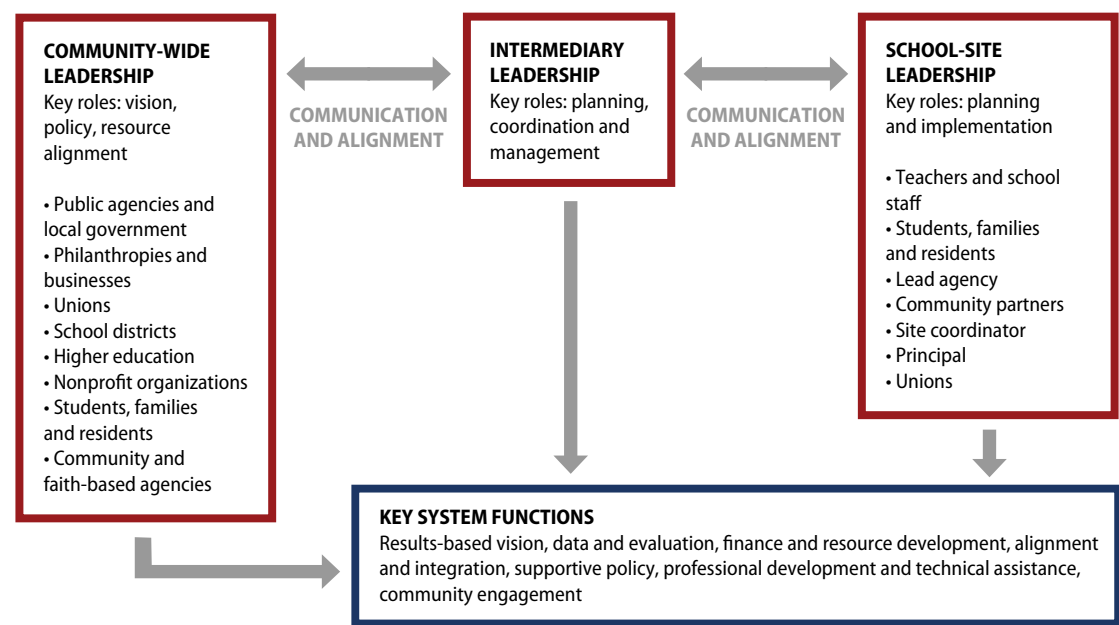 COMMUNITY-WIDE
LEADERSHIP
Key roles: vision,
policy, resource
alignment
• Public agencies and
local government
• Philanthropies and
businesses
• Unions
• School districts
• Higher education
• Nonprofit organizations
• Students, families
and residents
• Community and
faith-based agencies
COMMUNICATION
AND ALIGNMENT
INTERMEDIARY
LEADERSHIP
Key roles: planning,
coordination and
management
COMMUNICATION
AND ALIGNMENT
SCHOOL-SITE
LEADERSHIP
Key roles: planning
and implementation
• Teachers and school
staff
• Students, families
and residents
• Lead agency
• Community partners
• Site coordinator
• Principal
• Unions
KEY SYSTEM FUNCTIONS
Results-based vision, data and evaluation, finance and resource development, alignment
and integration, supportive policy, professional development and technical assistance,
community engagement